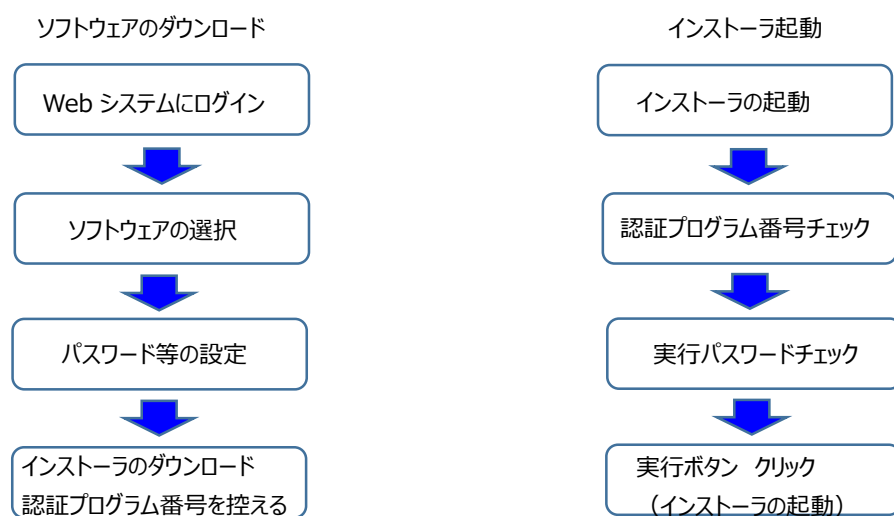 ソフトウェアのダウンロード
Web システムにログイン
ソフトウェアの選択
パスワード等の設定
インストーラのダウンロード
認証プログラム番号を控える
インストーラ起動
インストーラの起動
認証プログラム番号チェック
実行パスワードチェック
実行ボタン　クリック
（インストーラの起動）